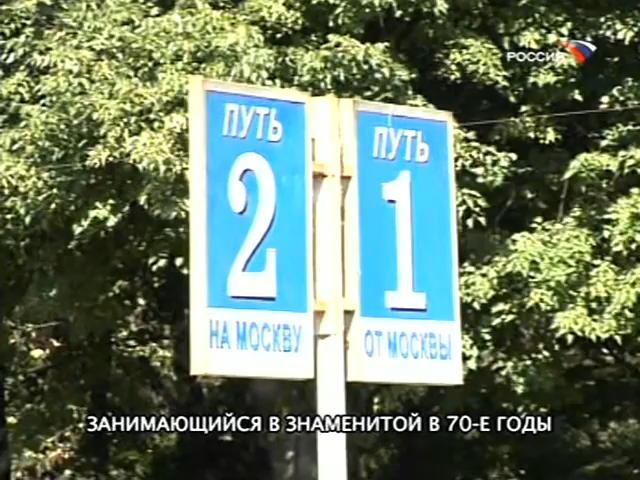 РОССИЯ
ПУТЬ
2
НА МОСКВУ
ПУТЬ
1
ОТ МОСКВЫ
ЗАНИМАЮЩИЙСЯ В ЗНАМЕНИТОЙ В 70-Е ГОДЫ